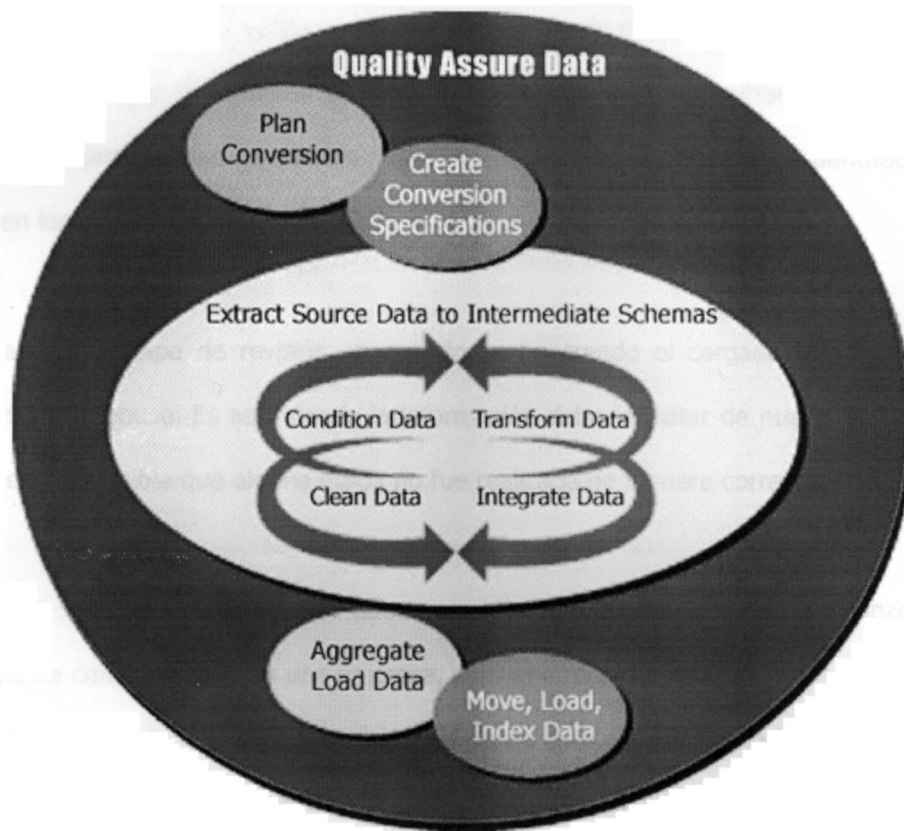 Quality Assure Data
Plan
Conversion
Create
Conversion
Specifications
Extract Source Data to Intermediate Schemas
Condition Data
Transform Data
Clean Data
Integrate Data
Aggregate
Load Data
Move, Load,
Index Data